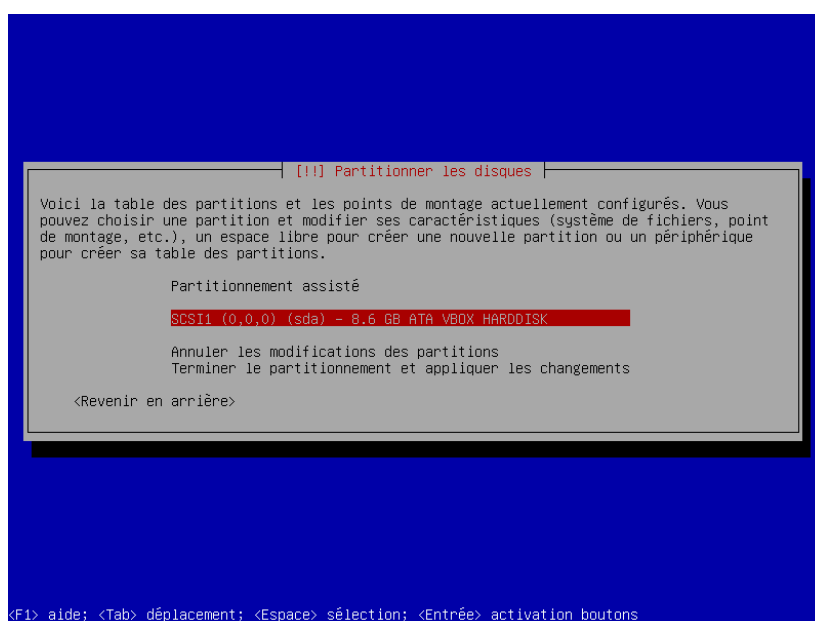 [!!] Partitionner les disques
Voici la table des partitions et les points de montage actuellement configurés. Vous
pouvez choisir une partition et modifier ses caractéristiques (système de fichiers, point
de montage, etc.), un espace libre pour créer une nouvelle partition ou un périphérique
pour créer sa table des partitions.
Partitionnement assisté
SCSI1 (0,0,0) (sda) - 8.6 GB ATA VBOX HARDDISK
Annuler les modifications des partitions
Terminer le partitionnement et appliquer les changements
<Revenir en arrière>
<F1> aide; <Tab> déplacement; <Espace> sélection; <Entrée> activation boutons